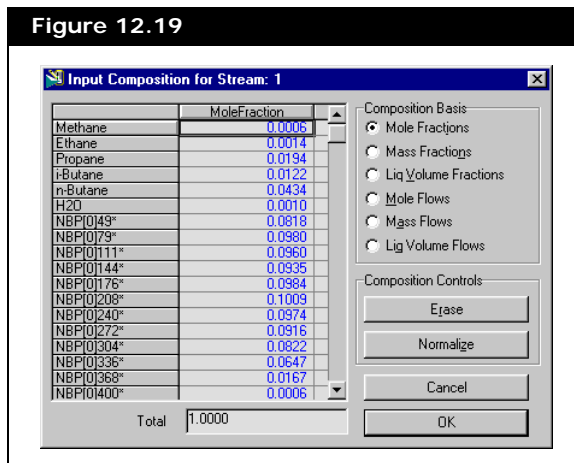 Figure 12.19
Input Composition for Stream: 1
MoleFraction
Methane 0.0006
Ethane 0.0014
Propane 0.0194
i-Butane 0.0122
n-Butane 0.0434
H2O 0.0010
NBP[0]49* 0.0818
NBP[0]79* 0.0980
NBP[0]111* 0.0960
NBP[0]144* 0.0935
NBP[0]176* 0.0984
NBP[0]208* 0.1009
NBP[0]240* 0.0974
NBP[0]272* 0.0916
NBP[0]304* 0.0822
NBP[0]336* 0.0647
NBP[0]368* 0.0167
NBP[0]400* 0.0006
Total 1.0000
Composition Basis
Mole Fractions
Mass Fractions
Liq Volume Fractions
Mole Flows
Mass Flows
Liq Volume Flows
Composition Controls
Erase
Normalize
Cancel
OK